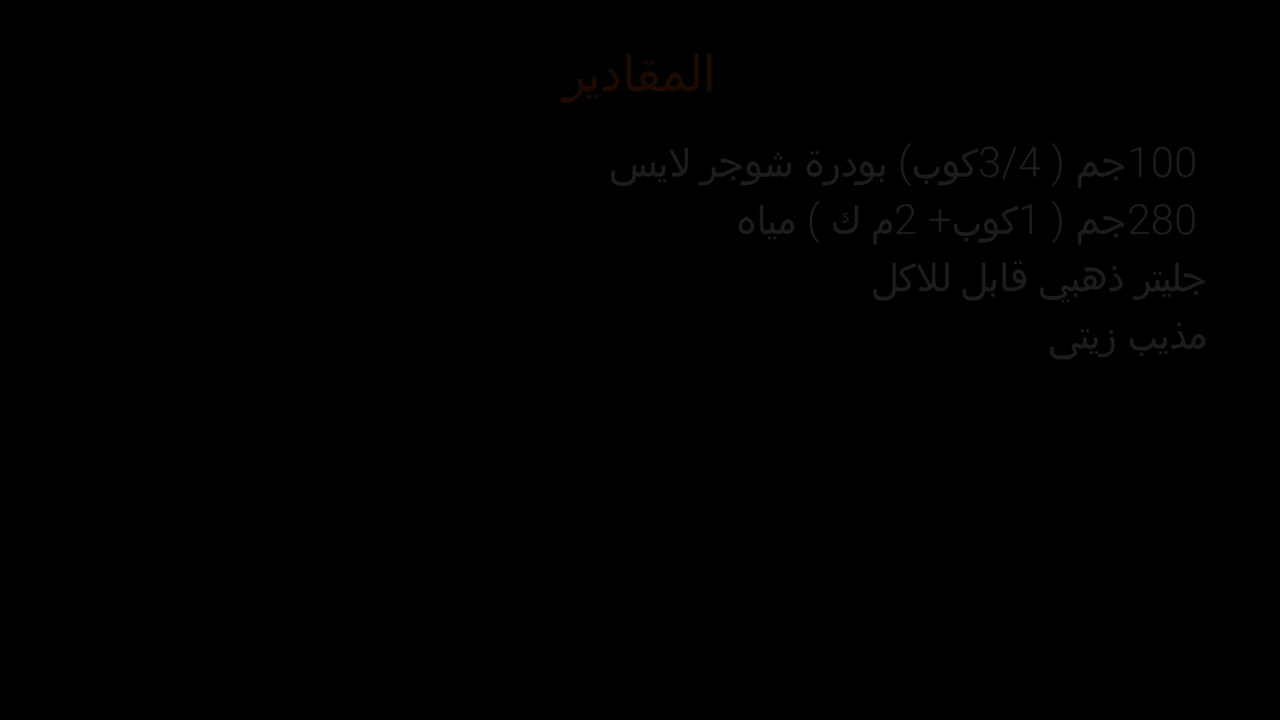 المقادير
100جم ( 3/4كوب) بودرة شوجر لايس
280جم ( 1كوب+ 2م ك ) مياه
جليتر ذهبي قابل للاكل
مذيب زيتى